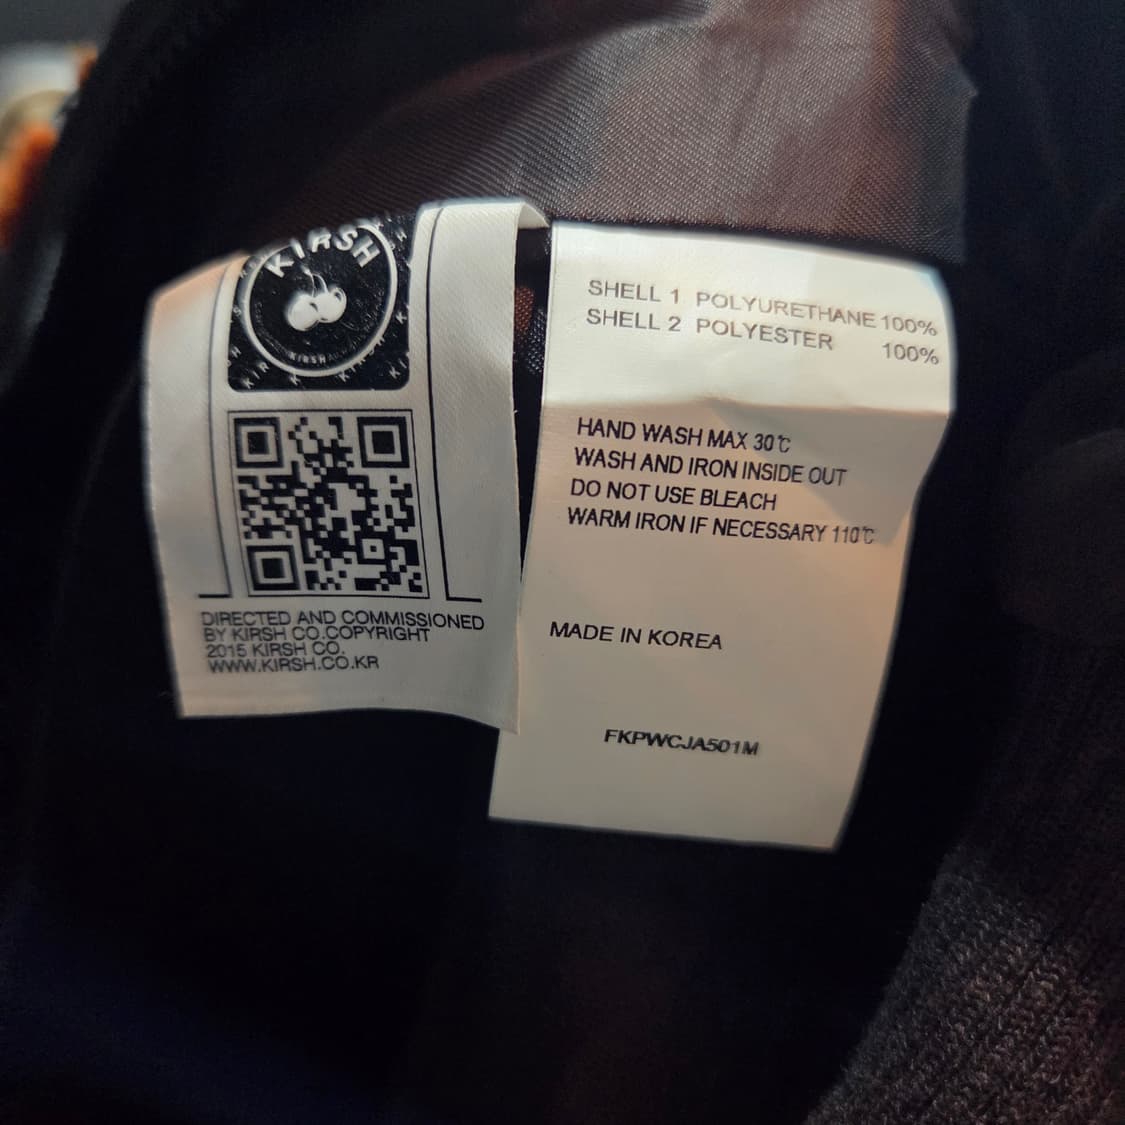 KIRSH
KIRSH
DIRECTED AND COMMISSIONED
BY KIRSH CO.COPYRIGHT
2015 KIRSH CO.
WWW.KIRSH.CO.KR
SHELL 1 POLYURETHANE 100%
SHELL 2 POLYESTER 100%
HAND WASH MAX 30℃
WASH AND IRON INSIDE OUT
DO NOT USE BLEACH
WARM IRON IF NECESSARY 110℃
MADE IN KOREA
FKPWCJA501M